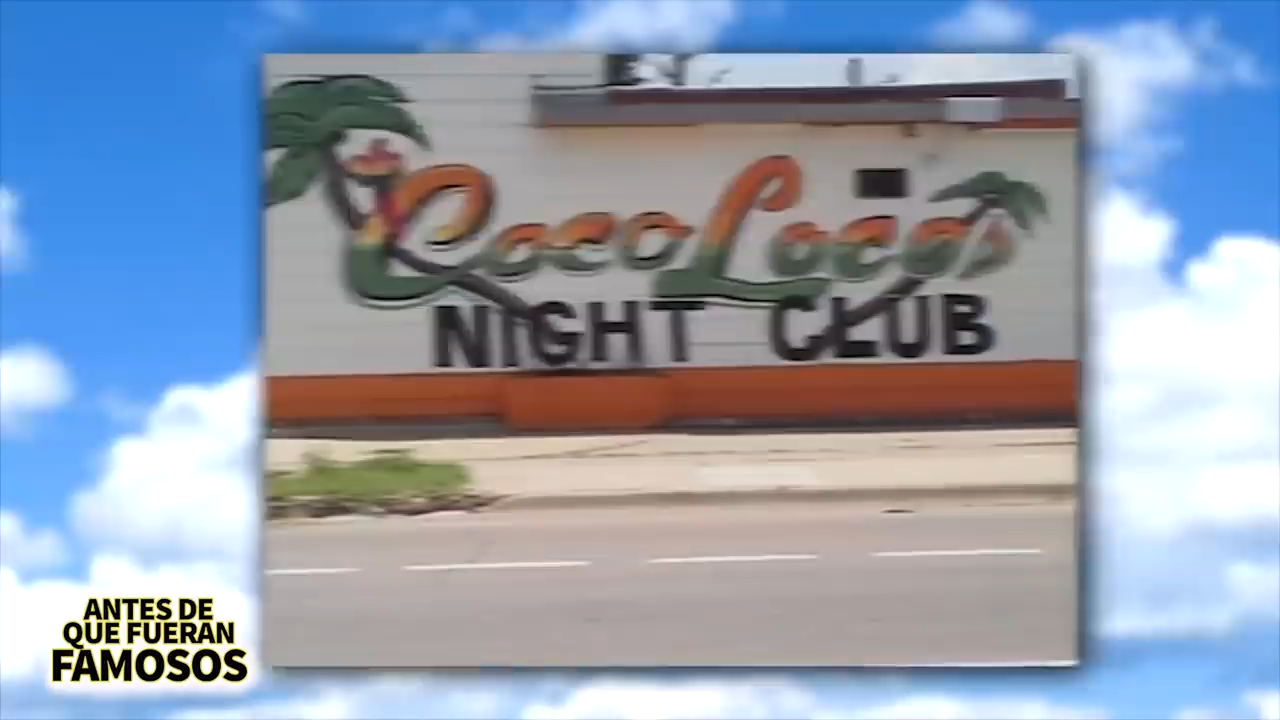 Coco Locos
NIGHT CLUB
ANTES DE
QUE FUERAN
FAMOSOS